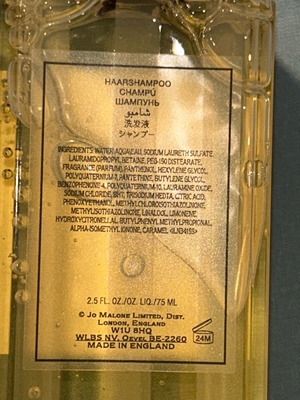 HAARSHAMPOO
CHAMPÚ
ШАМПУНЬ
شامبو
洗发液
シャンプー
INGREDIENTS: WATER\AQUA\EAU, SODIUM LAURETH SULFATE,
LAURAMIDOPROPYL BETAINE, PEG-150 DISTEARATE,
FRAGRANCE (PARFUM), PANTHENOL, HEXYLENE GLYCOL,
POLYQUATERNIUM-7, PANTETHINE, BUTYLENE GLYCOL,
BENZOPHENONE-4, POLYQUATERNIUM-10, LAURAMINE OXIDE,
SODIUM CHLORIDE, BHT, TRISODIUM HEDTA, CITRIC ACID,
PHENOXYETHANOL, METHYLCHLOROISOTHIAZOLINONE,
METHYLISOTHIAZOLINONE, LINALOOL, LIMONENE,
HYDROXYCITRONELLAL, BUTYLPHENYL METHYLPROPIONAL,
ALPHA-ISOMETHYL IONONE, CARAMEL
2.5 FL. OZ./OZ. LIQ./75 ML
© JO MALONE LIMITED, DIST.
LONDON, ENGLAND
W1U 8HQ
WLBS NV, OEVEL BE-2260
MADE IN ENGLAND
24M